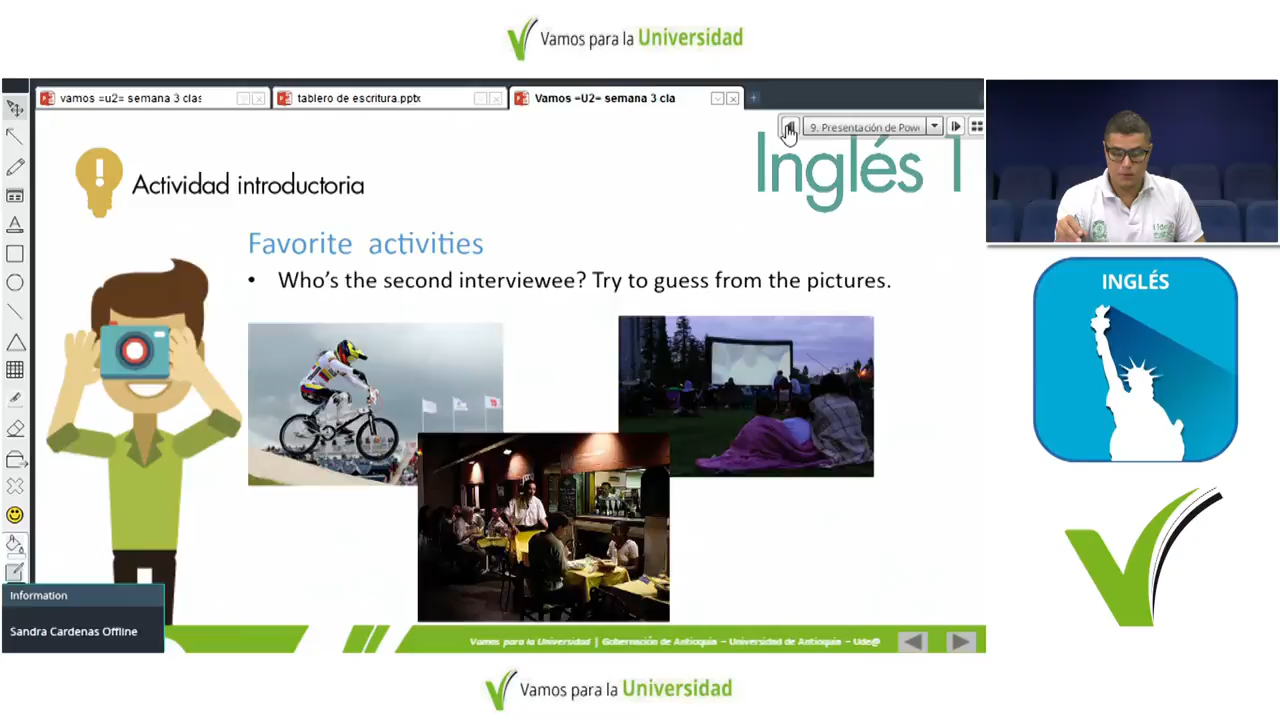 Vamos para la Universidad
vamos =u2= semana 3 clas
tablero de escritura.pptx
Vamos =U2= semana 3 cla
9. Presentación de Powe
Inglés 1
Actividad introductoria
Favorite activities
• Who's the second interviewee? Try to guess from the pictures.
INGLÉS
Information
Sandra Cardenas Offline
Vamos para la Universidad | Gobernación de Antioquia – Universidad de Antioquia – Ude@
Vamos para la Universidad